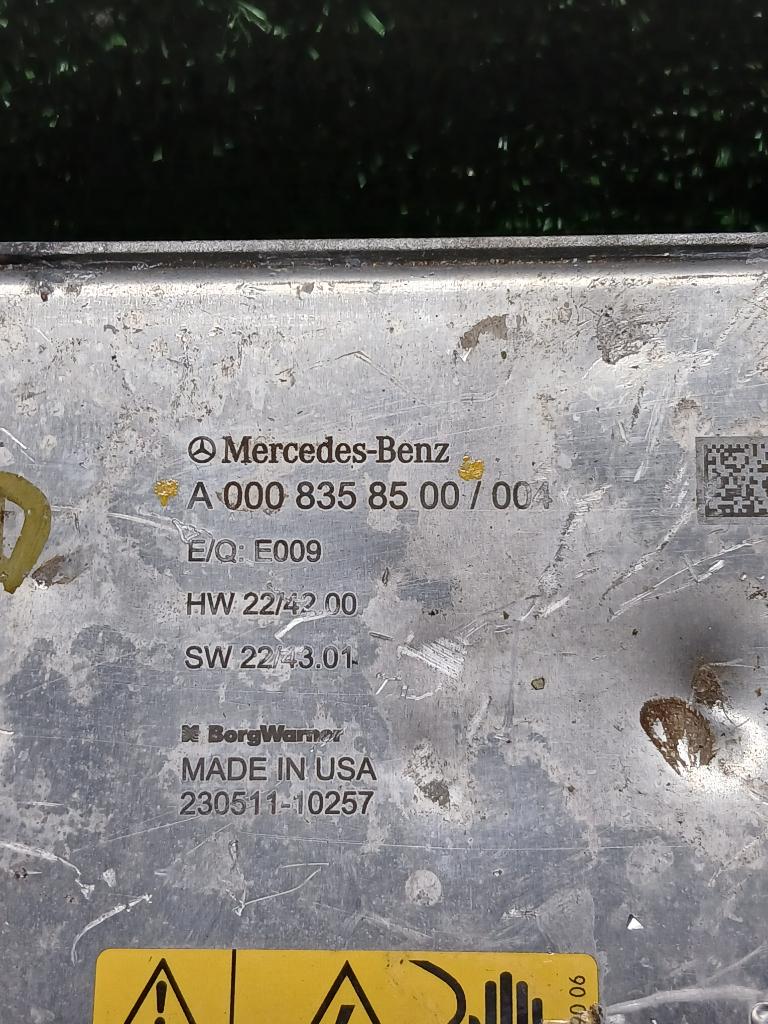 Mercedes-Benz
A 000 835 85 00 / 004
E/Q: E009
HW 22/42.00
SW 22/43.01
BorgWarner
MADE IN USA
230511-10257